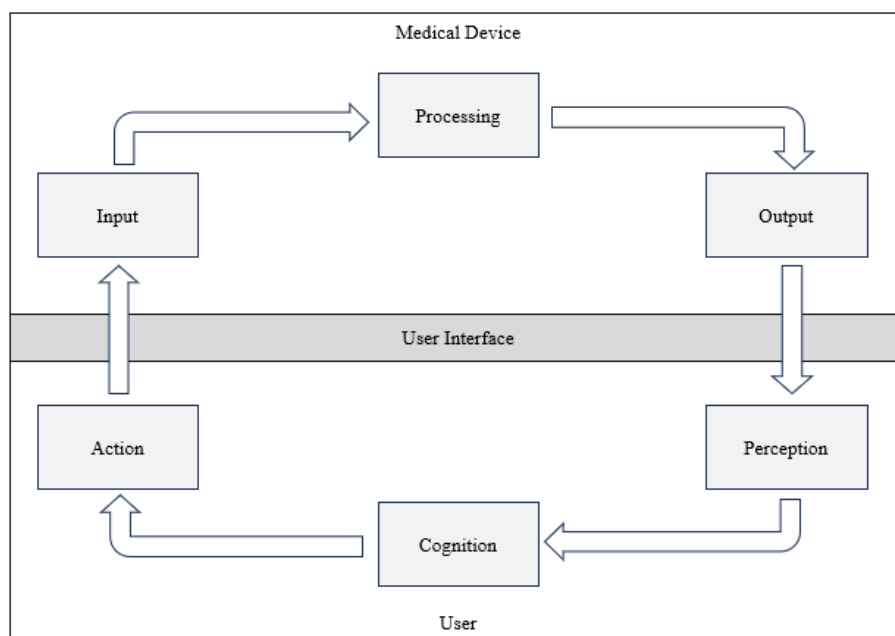 Medical Device
Processing
Input
Output
User Interface
Action
Perception
Cognition
User